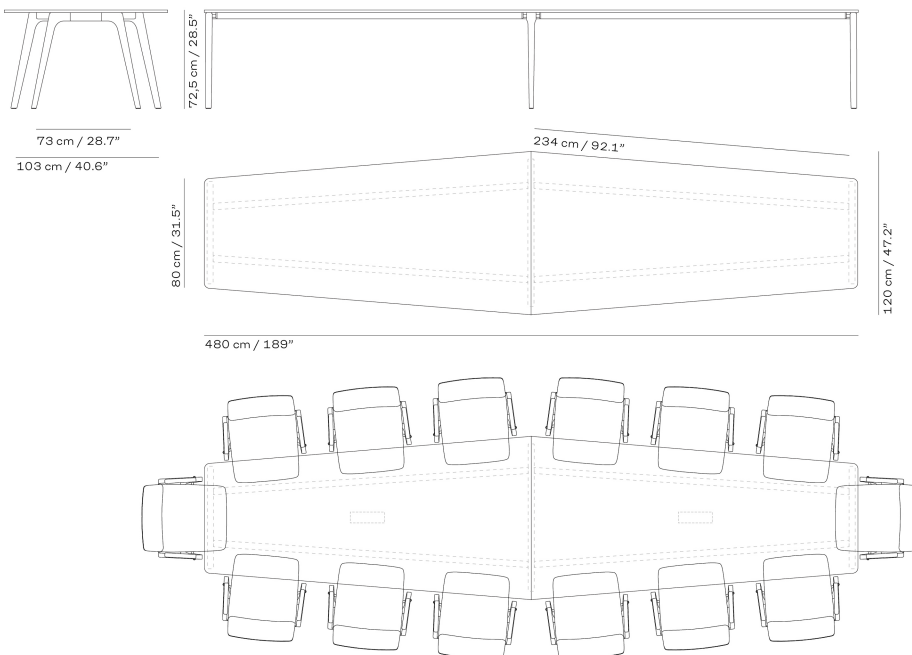 72,5 cm / 28.5”
73 cm / 28.7”
103 cm / 40.6”
234 cm / 92.1”
80 cm / 31.5”
120 cm / 47.2”
480 cm / 189”